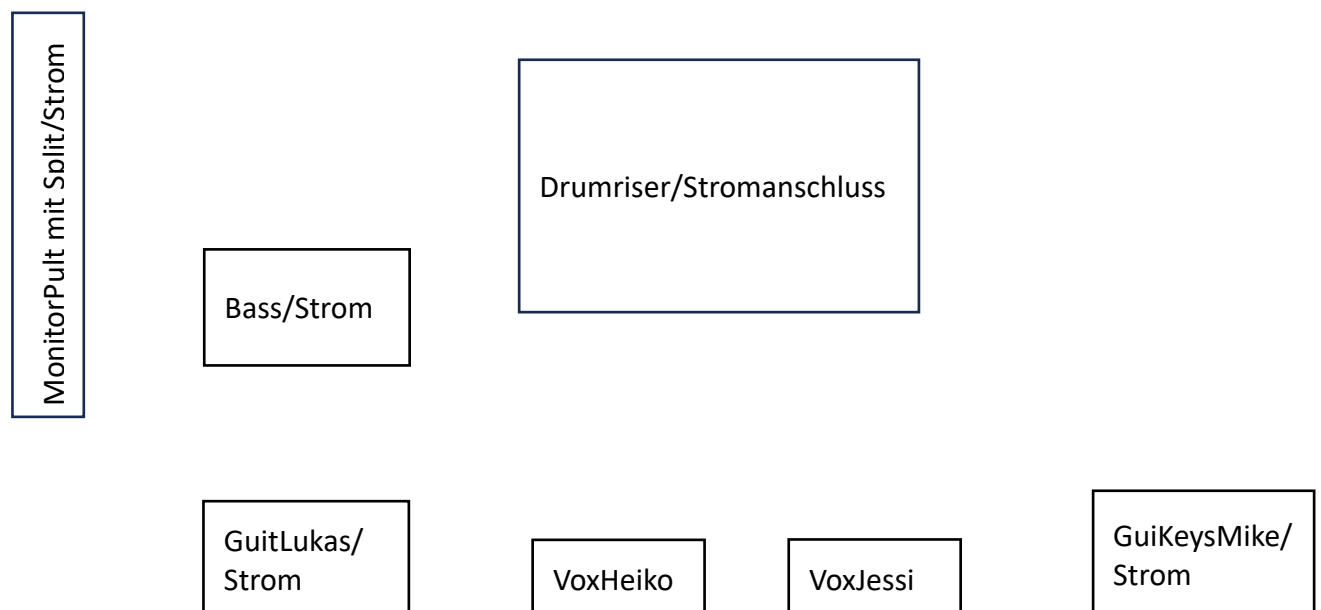 MonitorPult mit Split/Strom
Drumriser/Stromanschluss
Bass/Strom
GuitLukas/
Strom
VoxHeiko
VoxJessi
GuiKeysMike/
Strom